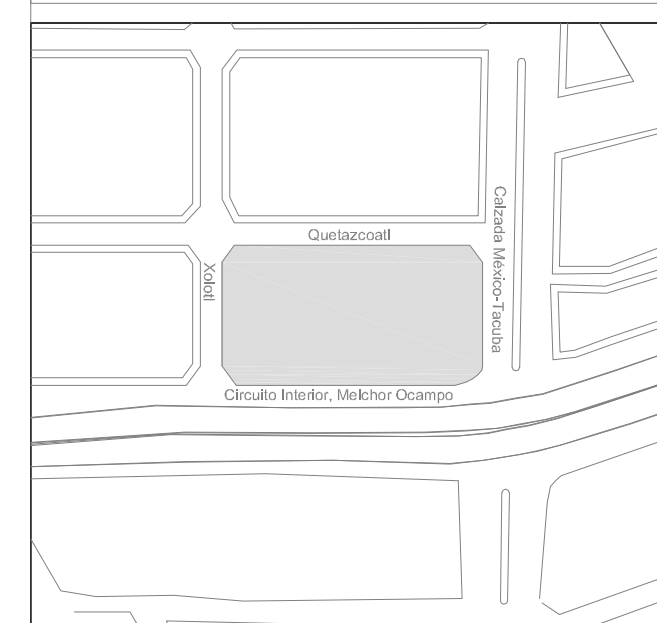 Quetazcoatl
Xolotl
Calzada México-Tacuba
Circuito Interior, Melchor Ocampo